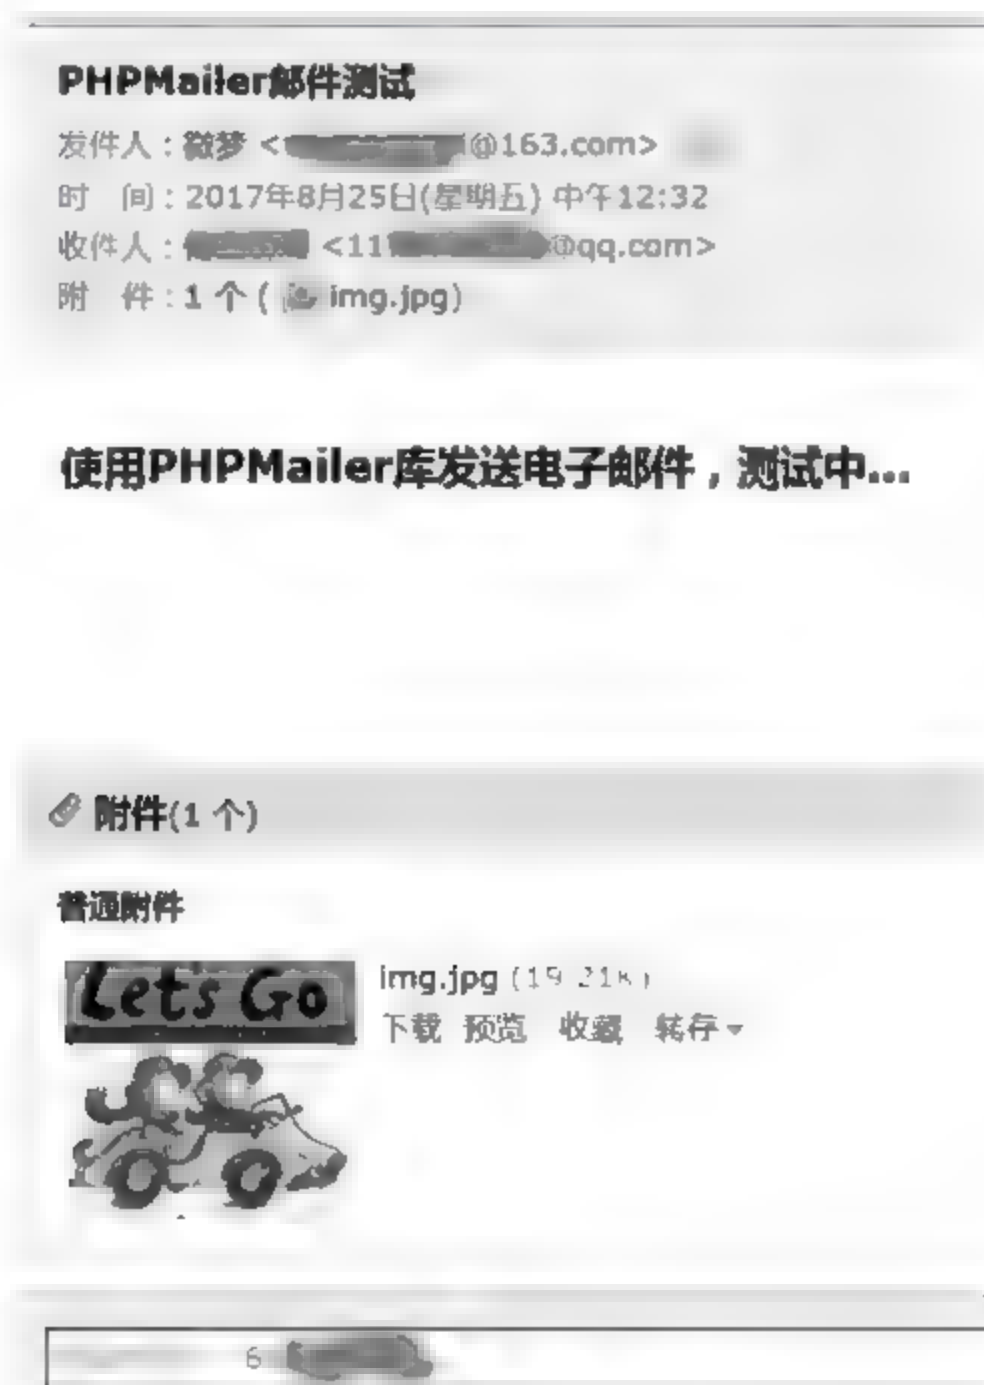 PHPMailer邮件测试
发件人：微梦 <@163.com>
时 间：2017年8月25日(星期五) 中午12:32
收件人： <11@qq.com>
附 件：1 个 ( img.jpg)
使用PHPMailer库发送电子邮件，测试中...
附件(1 个)
普通附件
Lets Go
img.jpg (19.21K)
下载 预览 收藏 转存
6